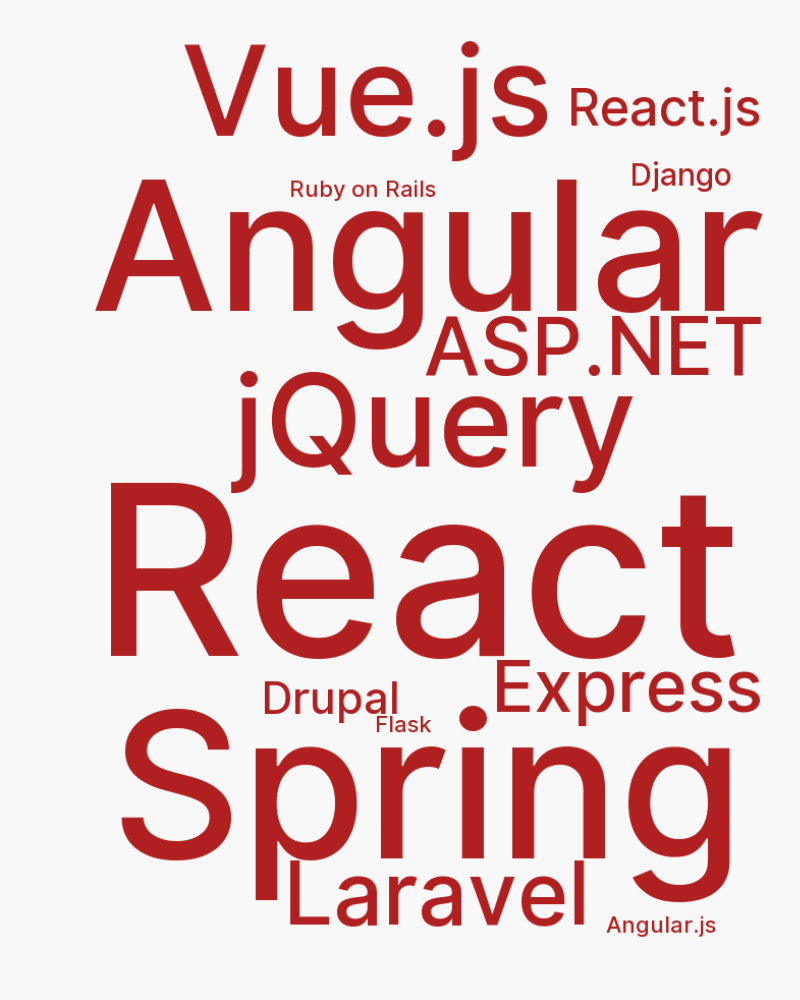 Vue.js
React.js
Django
Ruby on Rails
Angular
ASP.NET
jQuery
React
Express
Drupal
Flask
Spring
Laravel
Angular.js